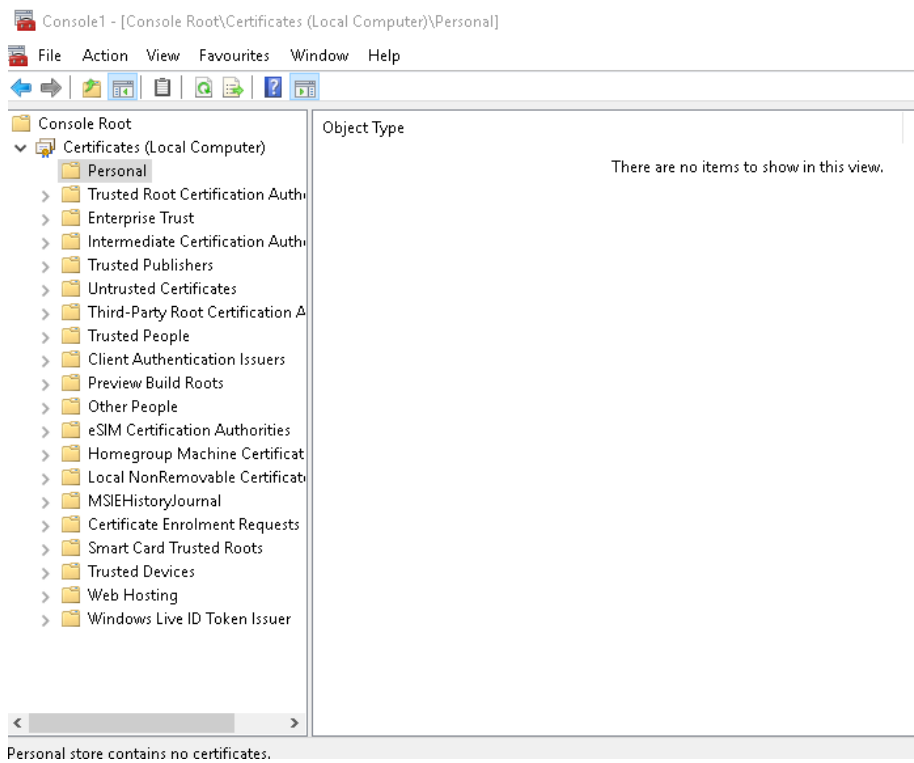 Console1 - [Console Root\Certificates (Local Computer)\Personal]
File Action View Favourites Window Help
Console Root
Object Type
Certificates (Local Computer)
Personal
There are no items to show in this view.
Trusted Root Certification Autho
Enterprise Trust
Intermediate Certification Autho
Trusted Publishers
Untrusted Certificates
Third-Party Root Certification A
Trusted People
Client Authentication Issuers
Preview Build Roots
Other People
eSIM Certification Authorities
Homegroup Machine Certificat
Local NonRemovable Certificate
MSIEHistoryJournal
Certificate Enrolment Requests
Smart Card Trusted Roots
Trusted Devices
Web Hosting
Windows Live ID Token Issuer
Personal store contains no certificates.